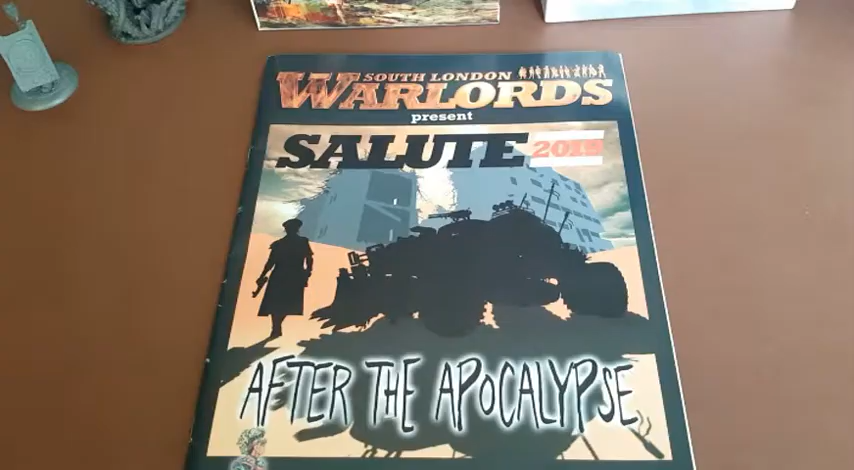 SOUTH LONDON
WARLORDS
present
SALUTE 2019
AFTER THE APOCALYPSE